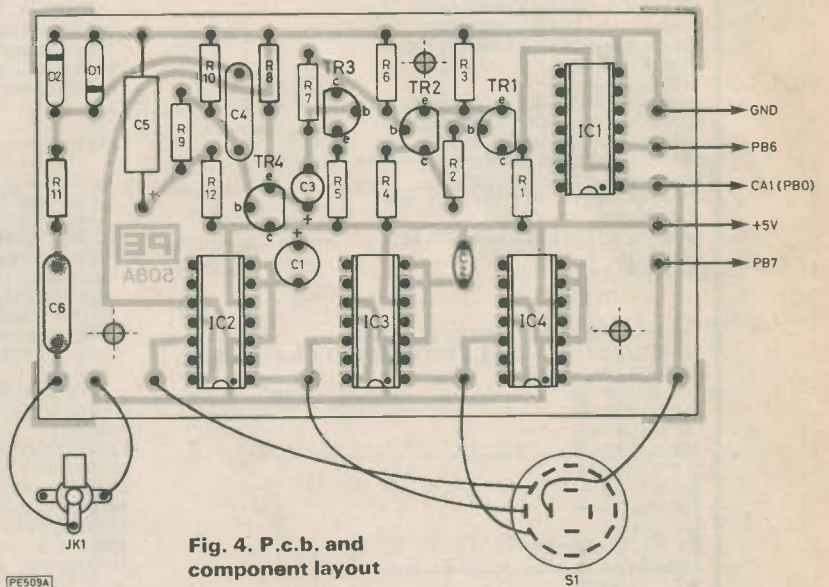 D2
D1
C5
R9
R10
C4
R8
R7
TR3
c
b
e
R6
TR2
e
b
c
R3
TR1
e
b
c
IC1
GND
PB6
CA1 (PB0)
+5V
PB7
R11
R12
TR4
e
b
c
C3
+
R5
R4
R2
R1
+
PE
508A
+
C1
C6
IC2
IC3
IC4
JK1
Fig. 4. P.c.b. and
component layout
S1
PE509A